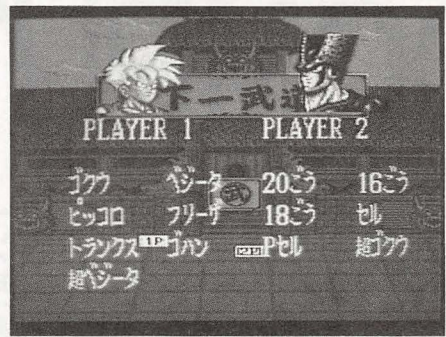 下一武道
PLAYER 1 PLAYER 2
武
ゴクウ ベジータ 20ごう 16ごう
ピッコロ フリーザ 18ごう セル
トランクス 1P ゴハン Pセル 超ゴクウ
超ベジータ